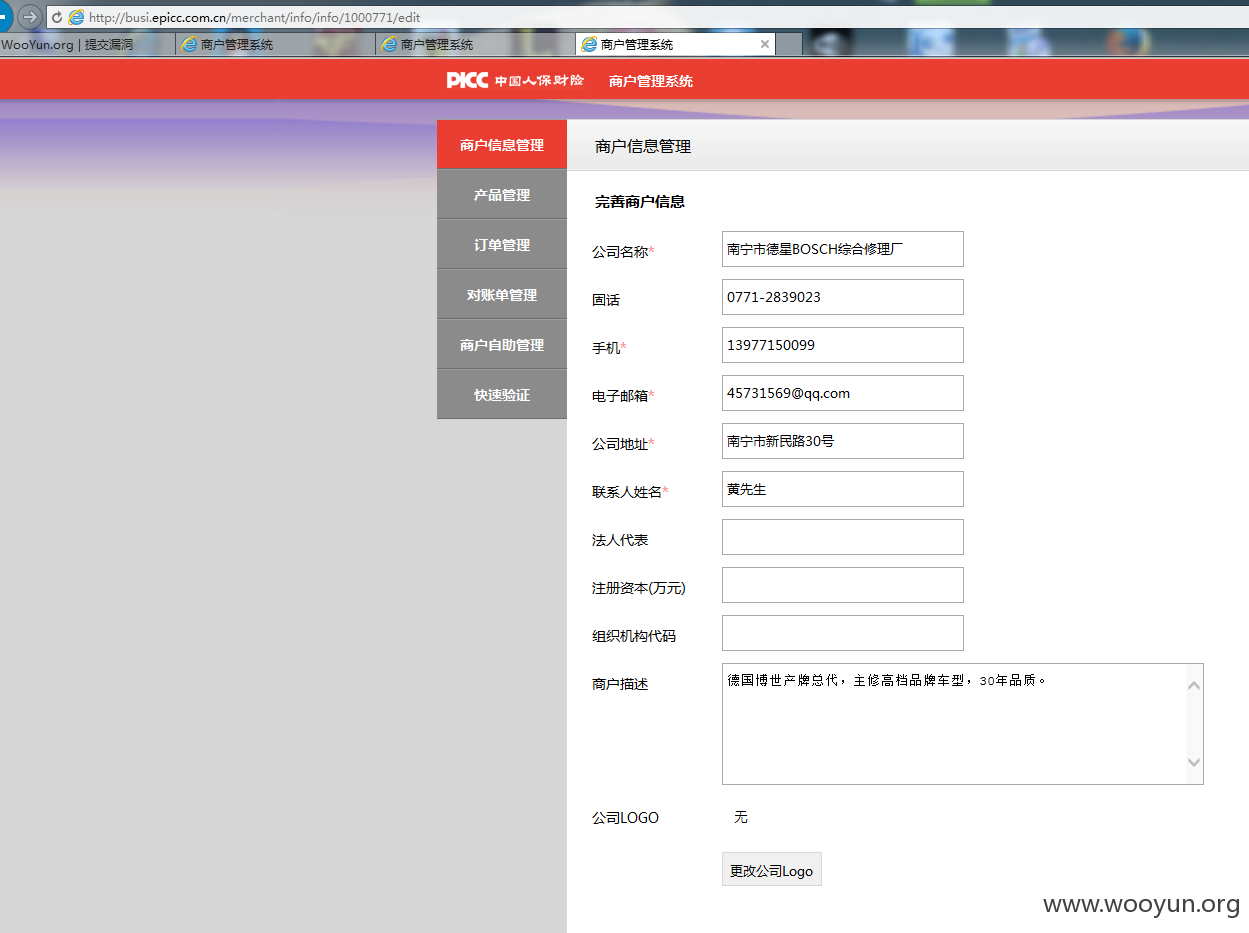 http://busi.epicc.com.cn/merchant/info/info/1000771/edit
WooYun.org | 提交漏洞
商户管理系统
商户管理系统
商户管理系统
PICC 中国人保财险 商户管理系统
商户信息管理
产品管理
订单管理
对账单管理
商户自助管理
快速验证
商户信息管理
完善商户信息
公司名称* 南宁市德星BOSCH综合修理厂
固话 0771-2839023
手机* 13977150099
电子邮箱* 45731569@qq.com
公司地址* 南宁市新民路30号
联系人姓名* 黄先生
法人代表
注册资本(万元)
组织机构代码
商户描述 德国博世产牌总代，主修高档品牌车型，30年品质。
公司LOGO 无
更改公司Logo
www.wooyun.org